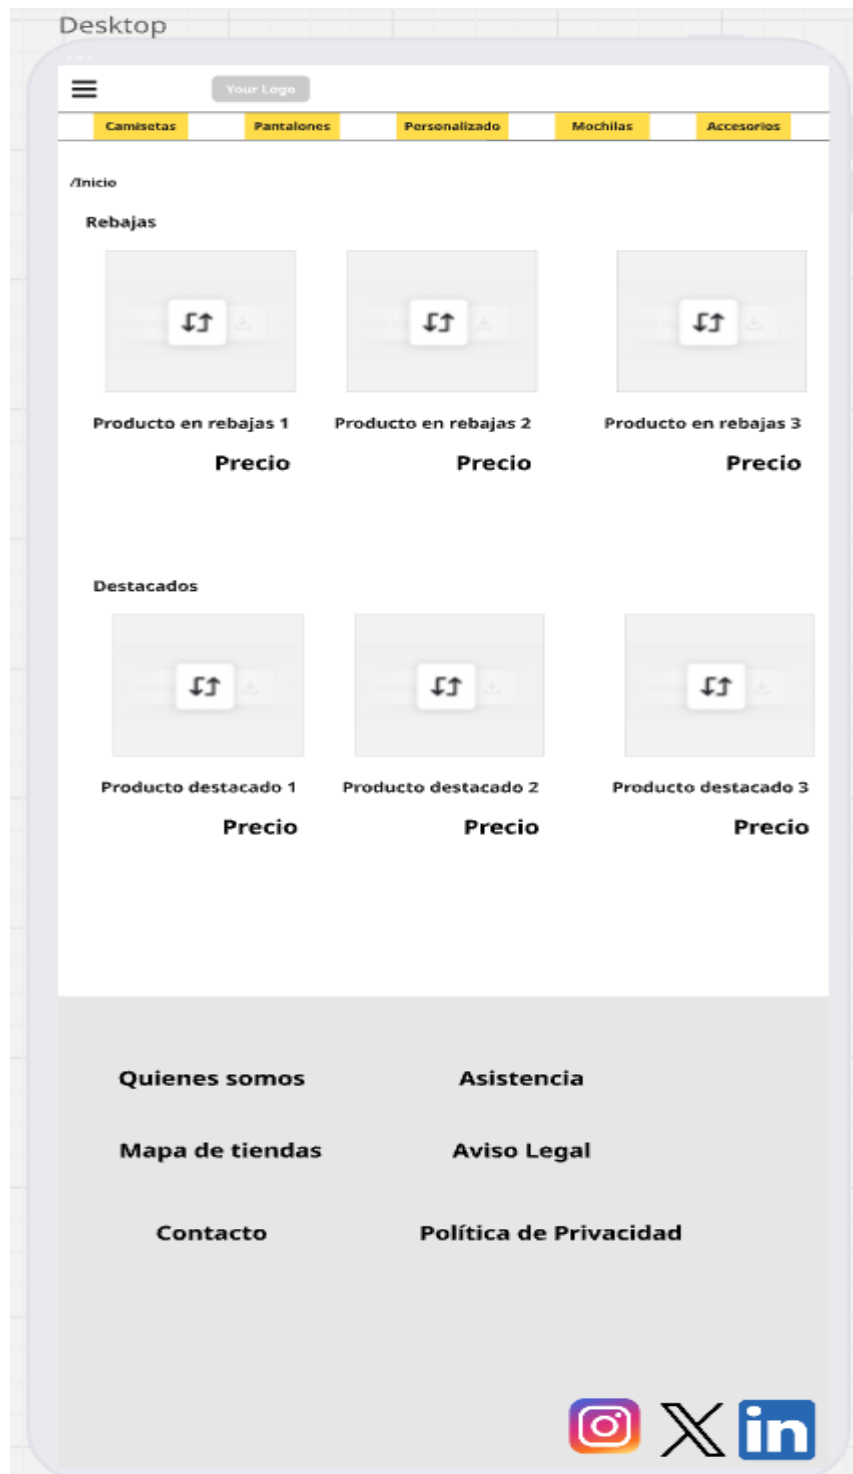 Desktop
Your Logo
Camisetas Pantalones Personalizado Mochilas Accesorios
/Inicio
Rebajas
Producto en rebajas 1 Producto en rebajas 2 Producto en rebajas 3
Precio Precio Precio
Destacados
Producto destacado 1 Producto destacado 2 Producto destacado 3
Precio Precio Precio
Quienes somos Asistencia
Mapa de tiendas Aviso Legal
Contacto Política de Privacidad
in